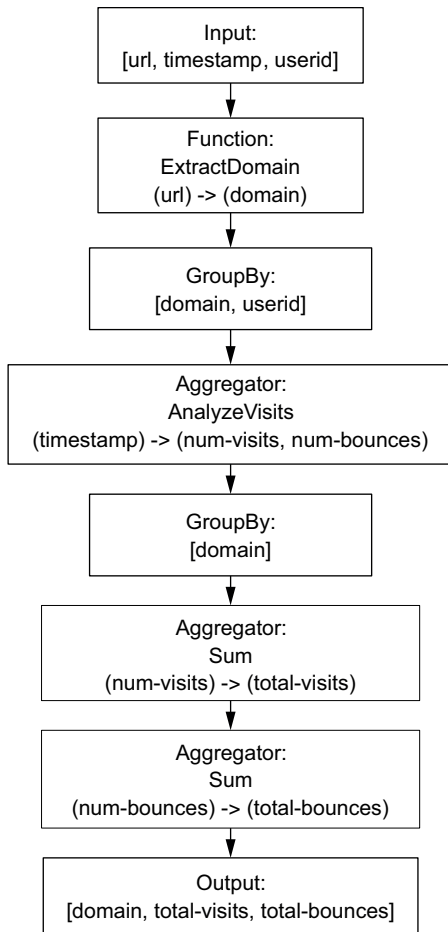 Input:
[url, timestamp, userid]
Function:
ExtractDomain
(url) -> (domain)
GroupBy:
[domain, userid]
Aggregator:
AnalyzeVisits
(timestamp) -> (num-visits, num-bounces)
GroupBy:
[domain]
Aggregator:
Sum
(num-visits) -> (total-visits)
Aggregator:
Sum
(num-bounces) -> (total-bounces)
Output:
[domain, total-visits, total-bounces]